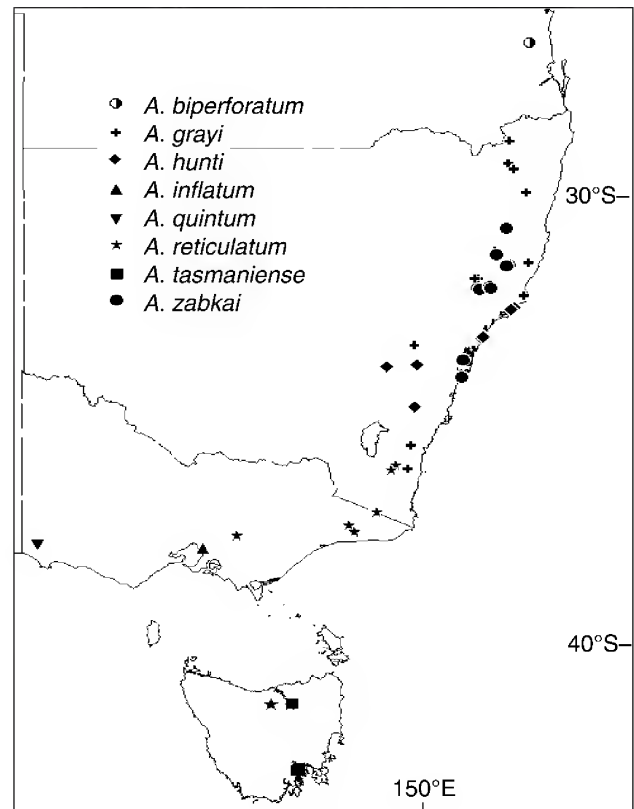 A. biperforatum
A. grayi
A. hunti
A. inflatum
A. quintum
A. reticulatum
A. tasmaniense
A. zabkai
30°S
40°S
150°E